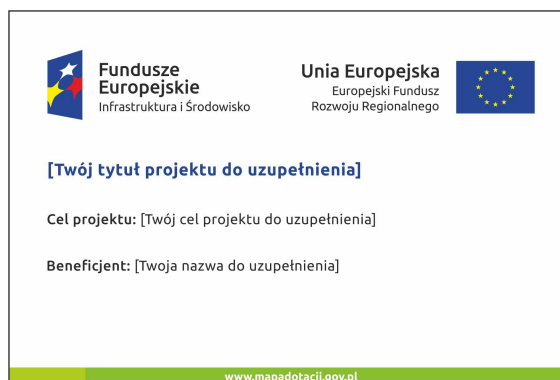 Fundusze
Europejskie
Infrastruktura i Środowisko
Unia Europejska
Europejski Fundusz
Rozwoju Regionalnego
[Twój tytuł projektu do uzupełnienia]
Cel projektu: [Twój cel projektu do uzupełnienia]
Beneficjent: [Twoja nazwa do uzupełnienia]
www.mapadotacji.gov.pl